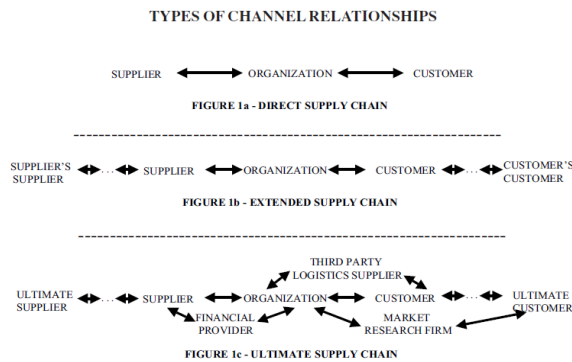 TYPES OF CHANNEL RELATIONSHIPS
SUPPLIER ORGANIZATION CUSTOMER
FIGURE 1a - DIRECT SUPPLY CHAIN
SUPPLIER'S
SUPPLIER
... SUPPLIER ORGANIZATION CUSTOMER ...
CUSTOMER'S
CUSTOMER
FIGURE 1b - EXTENDED SUPPLY CHAIN
THIRD PARTY
LOGISTICS SUPPLIER
ULTIMATE
SUPPLIER
... SUPPLIER ORGANIZATION CUSTOMER ...
ULTIMATE
CUSTOMER
FINANCIAL
PROVIDER
MARKET
RESEARCH FIRM
FIGURE 1c - ULTIMATE SUPPLY CHAIN